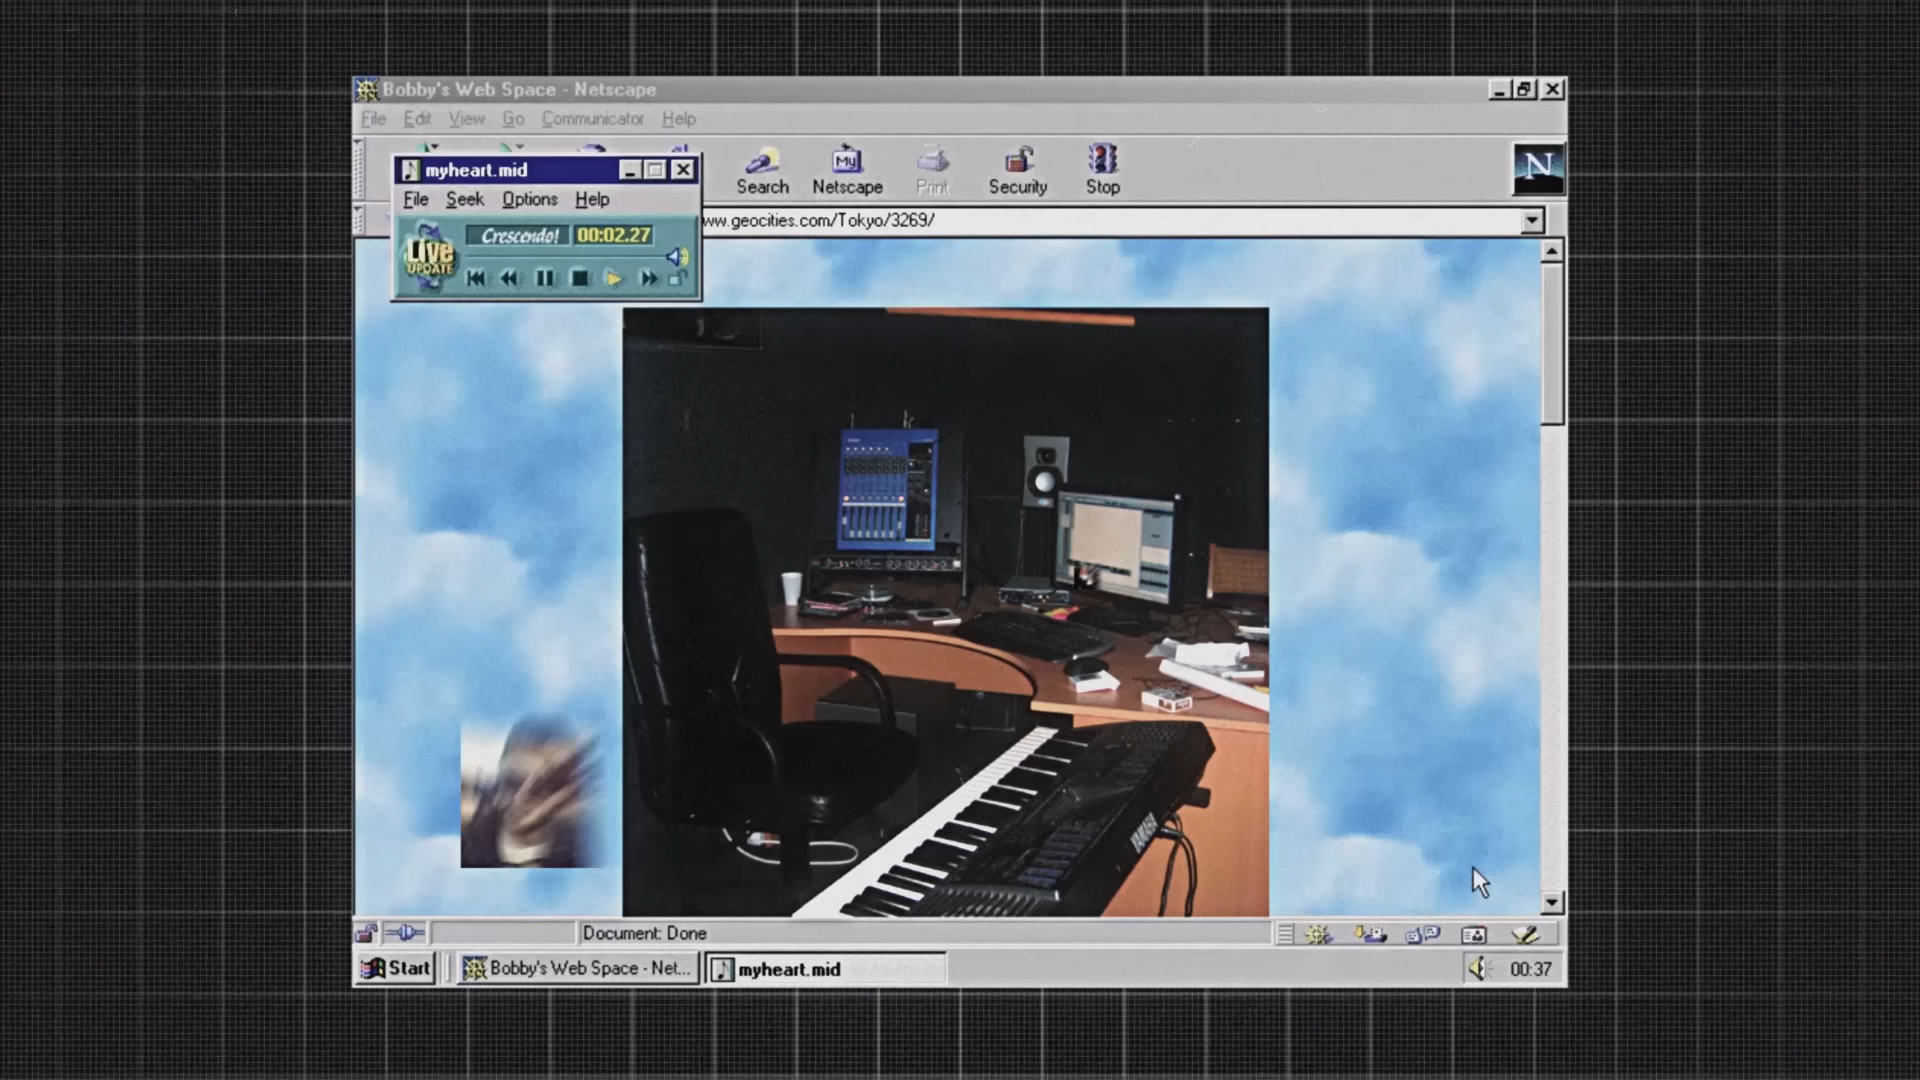 Bobby's Web Space - Netscape
File Edit View Go Communicator Help
myheart.mid
File Seek Options Help
Live
UPDATE
Crescendo! 00:02.27
Search
My
Netscape
Print
Security
Stop
N
ww.geocities.com/Tokyo/3269/
YAMAHA
Document: Done
Start
Bobby's Web Space - Net...
myheart.mid
00:37